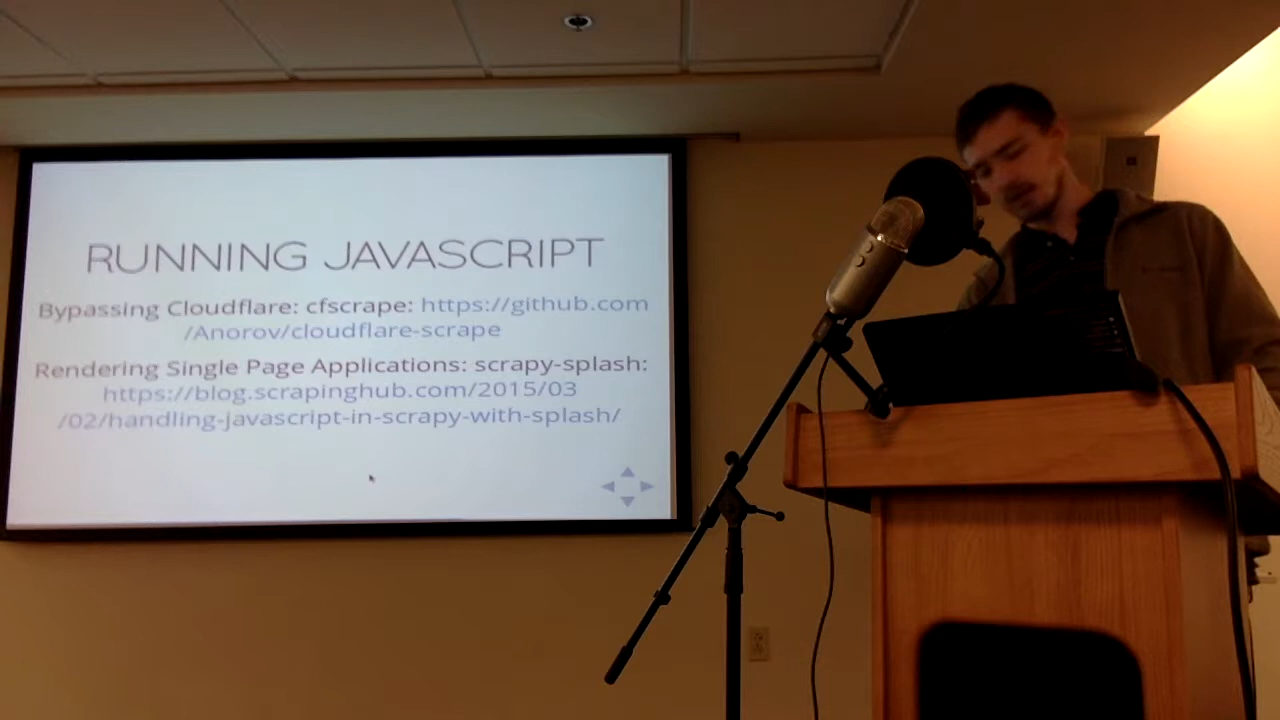 RUNNING JAVASCRIPT
Bypassing Cloudflare: cfscrape: https://github.com
/Anorov/cloudflare-scrape
Rendering Single Page Applications: scrapy-splash:
https://blog.scrapinghub.com/2015/03
/02/handling-javascript-in-scrapy-with-splash/